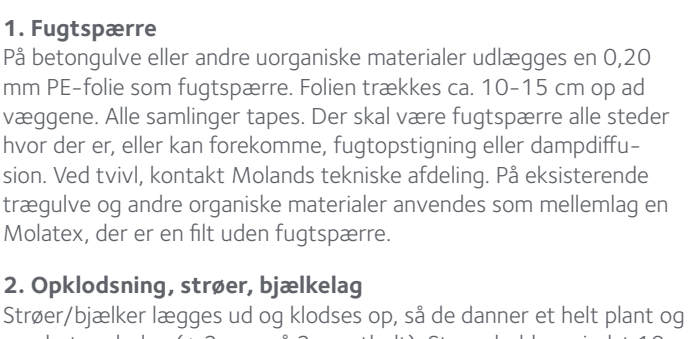 1. Fugtspærre
På betongulve eller andre uorganiske materialer udlægges en 0,20
mm PE-folie som fugtspærre. Folien trækkes ca. 10-15 cm op ad
væggene. Alle samlinger tapes. Der skal være fugtspærre alle steder
hvor der er, eller kan forekomme, fugtopstigning eller dampdiffu-
sion. Ved tvivl, kontakt Molands tekniske afdeling. På eksisterende
trægulve og andre organiske materialer anvendes som mellemlag en
Molatex, der er en filt uden fugtspærre.
2. Opklodsning, strøer, bjælkelag
Strøer/bjælker lægges ud og klodses op, så de danner et helt plant og